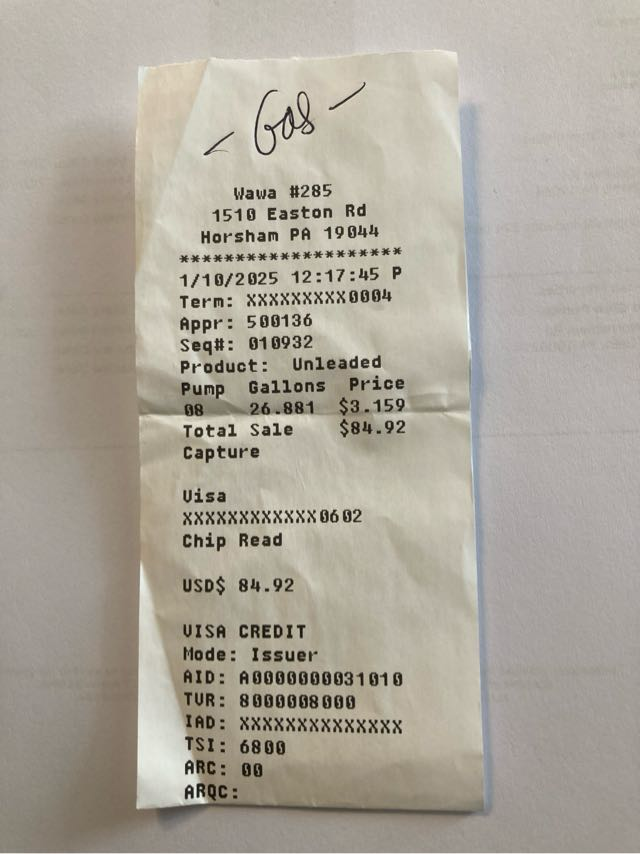 - Gas -
Wawa #285
1510 Easton Rd
Horsham PA 19044
********************
1/10/2025 12:17:45 P
Term: XXXXXXXXX0004
Appr: 500136
Seq#: 010932
Product: Unleaded
Pump Gallons Price
08 26.881 $3.159
Total Sale $84.92
Capture
Visa
XXXXXXXXXXXX0602
Chip Read
USD$ 84.92
VISA CREDIT
Mode: Issuer
AID: A0000000031010
TVR: 8000008000
IAD: XXXXXXXXXXXXXX
TSI: 6800
ARC: 00
ARQC: